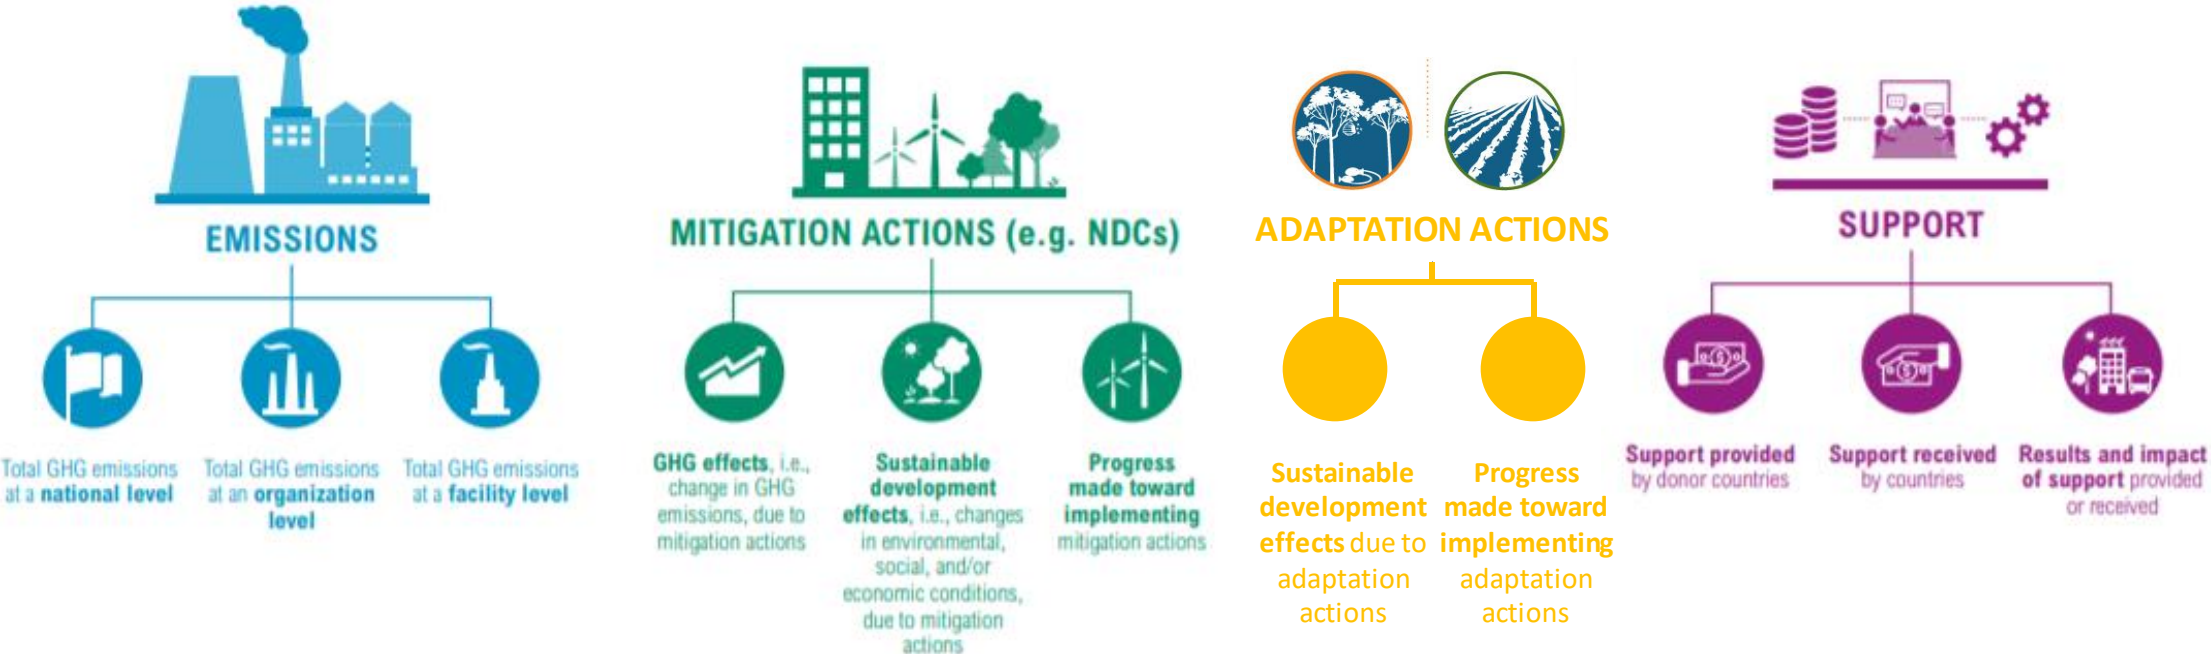 EMISSIONS
Total GHG emissions
at a national level
Total GHG emissions
at an organization
level
Total GHG emissions
at a facility level
MITIGATION ACTIONS (e.g. NDCs)
GHG effects, i.e.,
change in GHG
emissions, due to
mitigation actions
Sustainable
development
effects, i.e., changes
in environmental,
social, and/or
economic conditions,
due to mitigation
actions
Progress
made toward
implementing
mitigation actions
ADAPTATION ACTIONS
Sustainable
development
effects due to
adaptation
actions
Progress
made toward
implementing
adaptation
actions
SUPPORT
Support provided
by donor countries
Support received
by countries
Results and impact
of support provided
or received